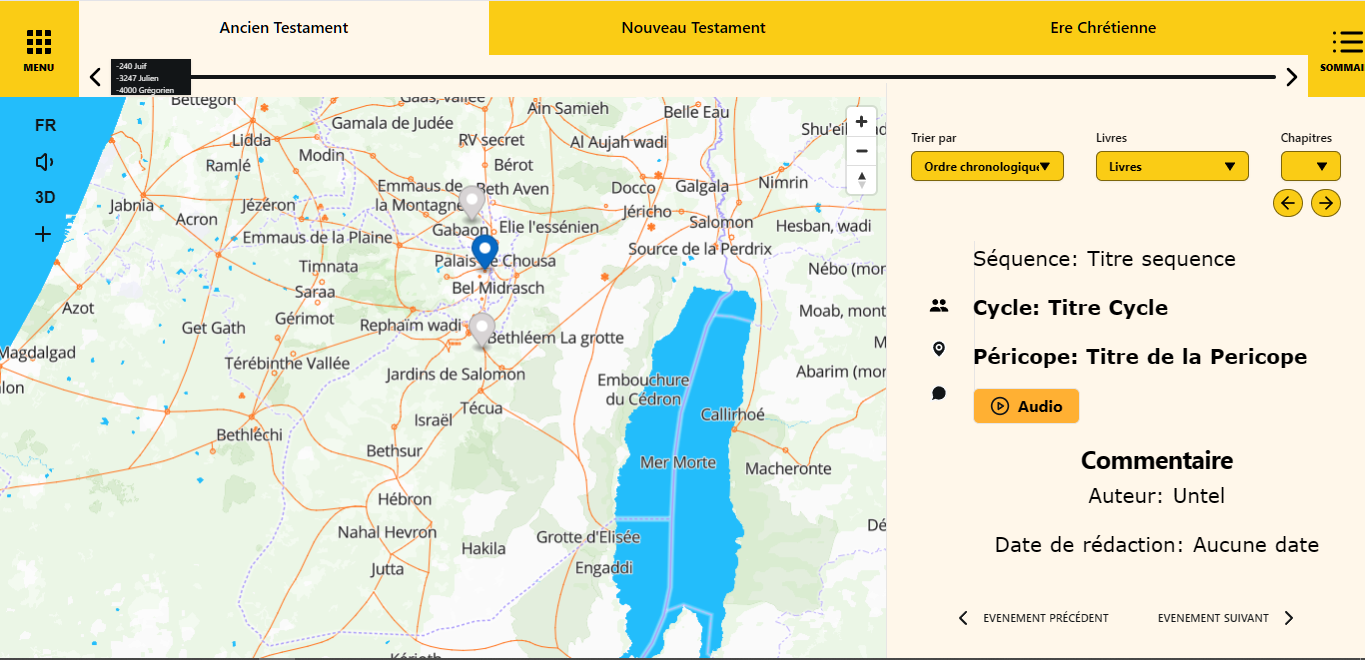 Ancien Testament
Nouveau Testament
Ere Chrétienne
MENU
SOMMAI
-240 Juif
-3247 Julien
-4000 Grégorien
FR
3D
Bettegon
Gaas, vallée
Ain Samieh
Belle Eau
Gamala de Judée
Lidda
RV secret
Al Aujah wadi
Shu'eil
Modin
Ramlé
Bérot
Emmaus de
la Montagne
Beth Aven
Docco
Galgala
Nimrin
Jabnia
Jézéron
Acron
Jéricho
Salomon
Gabaon
Elie l'essénien
Hesban, wadi
Emmaus de la Plaine
Source de la Perdrix
Timnata
Palais de Chousa
Nébo (mor
Saraa
Bel Midrasch
Azot
Gérimot
Moab, mont
Get Gath
Rephaïm wadi
Bethléem La grotte
M
Magdalgad
Térébinthe Vallée
Jardins de Salomon
Embouchure
du Cédron
Abarim (mor
lon
Técua
Callirhoé
Israël
Bethléchi
Bethsur
Mer Morte
Macheronte
Hébron
Nahal Hevron
Grotte d'Elisée
Dé
Hakila
Jutta
Engaddi
Kérioth
Trier par
Livres
Chapitres
Ordre chronologique
Livres
Séquence: Titre sequence
Cycle: Titre Cycle
Péricope: Titre de la Pericope
Audio
Commentaire
Auteur: Untel
Date de rédaction: Aucune date
EVENEMENT PRÉCÉDENT
EVENEMENT SUIVANT